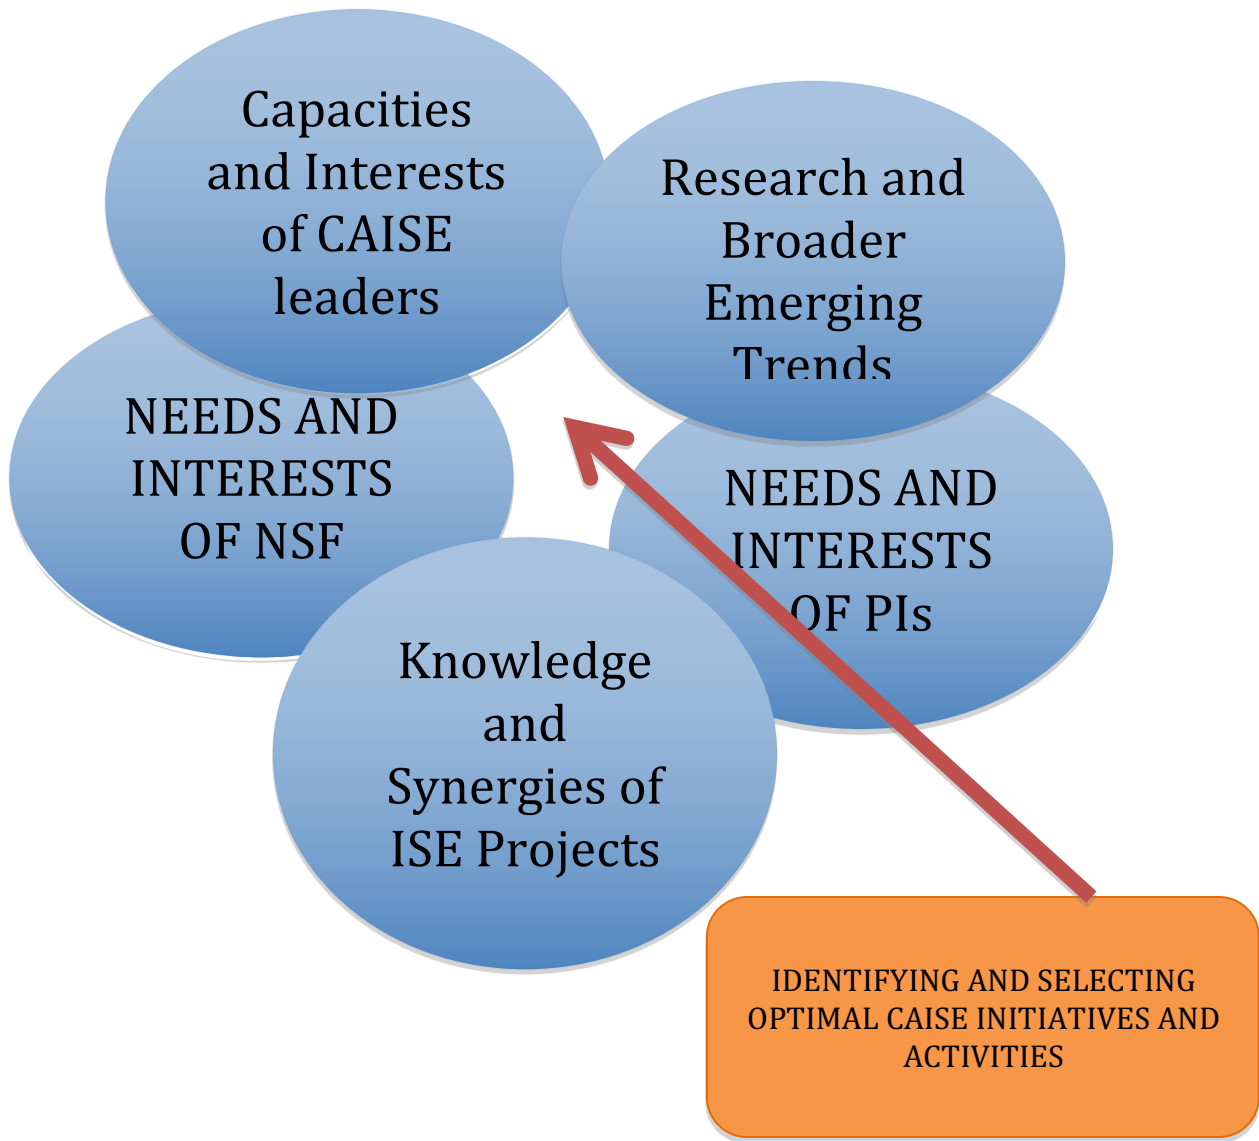 Capacities
and Interests
of CAISE
leaders
Research and
Broader
Emerging
Trends
NEEDS AND
INTERESTS
OF NSF
NEEDS AND
INTERESTS
OF PIs
Knowledge
and
Synergies of
ISE Projects
IDENTIFYING AND SELECTING
OPTIMAL CAISE INITIATIVES AND
ACTIVITIES